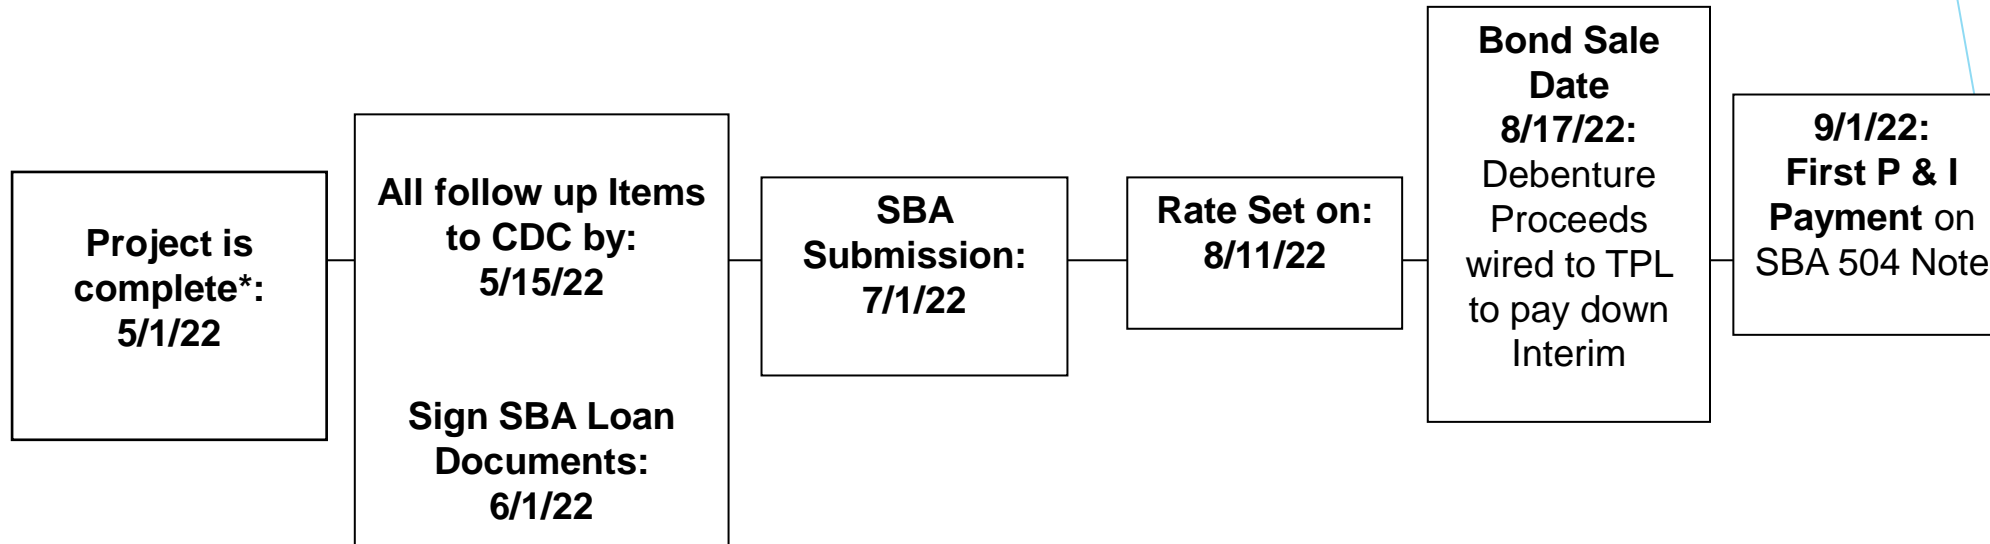 Project is
complete*:
5/1/22
All follow up Items
to CDC by:
5/15/22
Sign SBA Loan
Documents:
6/1/22
SBA
Submission:
7/1/22
Rate Set on:
8/11/22
Bond Sale
Date
8/17/22:
Debenture
Proceeds
wired to TPL
to pay down
Interim
9/1/22:
First P & I
Payment on
SBA 504 Note